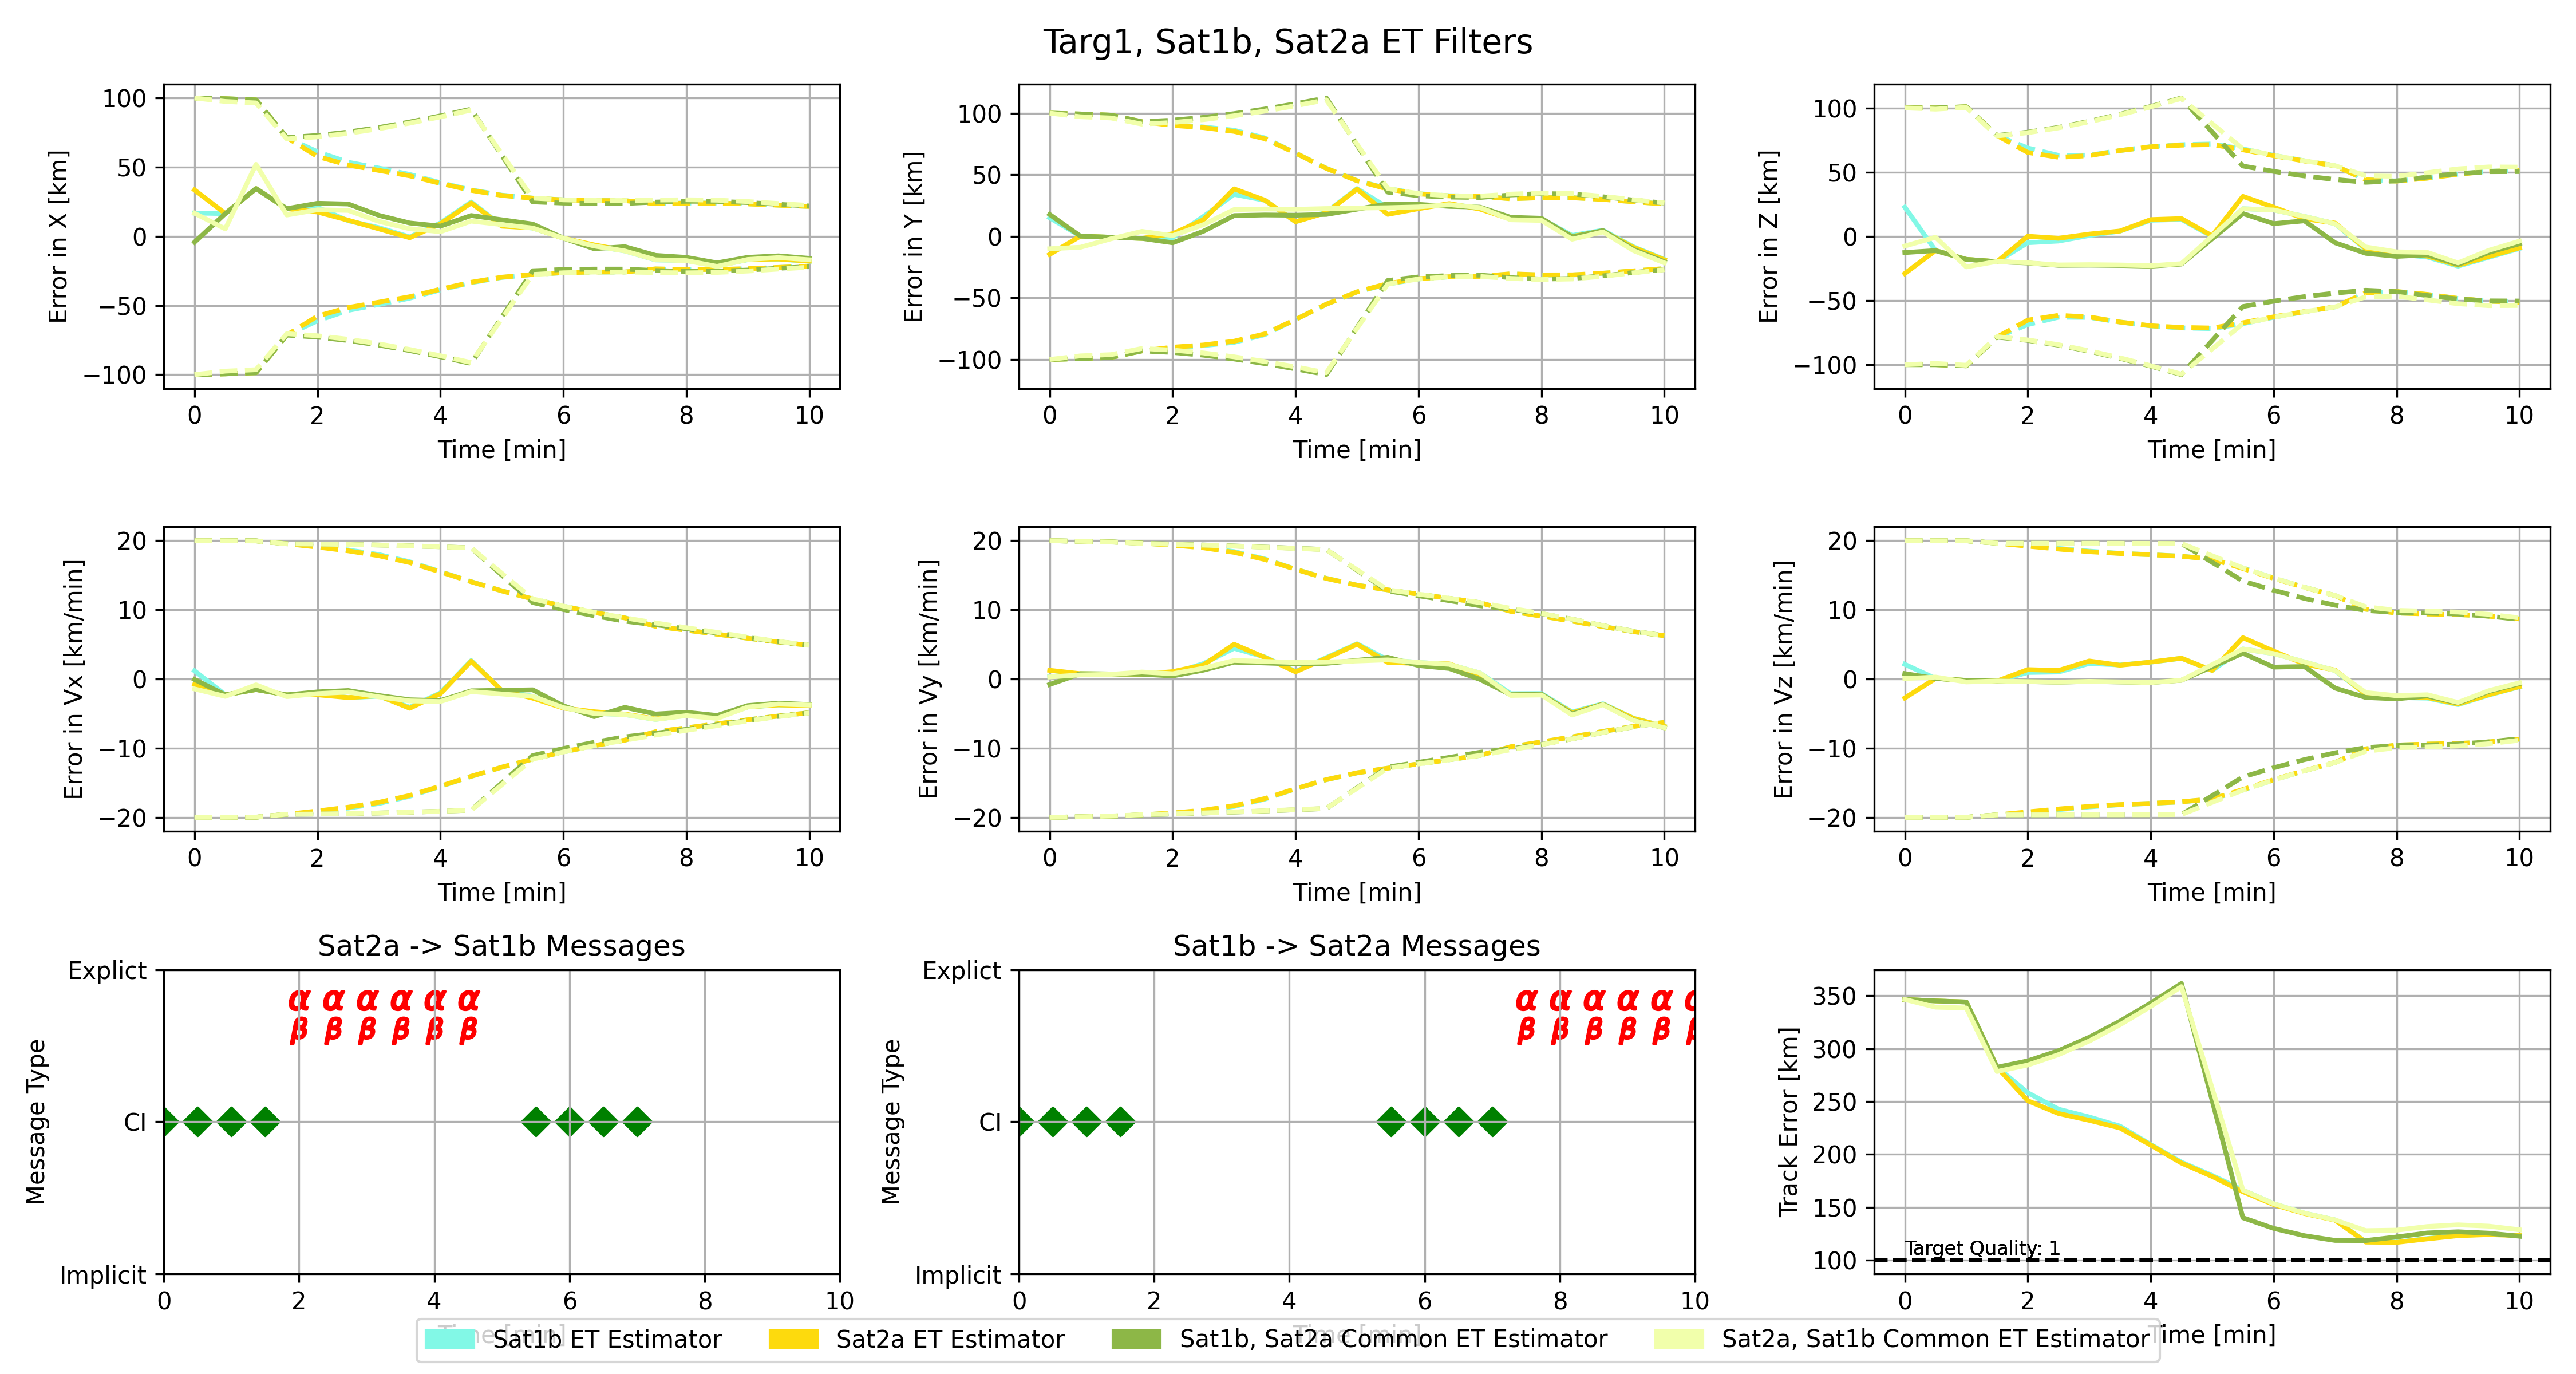 Targ1, Sat1b, Sat2a ET Filters
Error in X [km]
100
50
0
−50
−100
0 2 4 6 8 10
Time [min]
Error in Y [km]
100
50
0
−50
−100
0 2 4 6 8 10
Time [min]
Error in Z [km]
100
50
0
−50
−100
0 2 4 6 8 10
Time [min]
Error in Vx [km/min]
20
10
0
−10
−20
0 2 4 6 8 10
Time [min]
Error in Vy [km/min]
20
10
0
−10
−20
0 2 4 6 8 10
Time [min]
Error in Vz [km/min]
20
10
0
−10
−20
0 2 4 6 8 10
Time [min]
Sat2a -> Sat1b Messages
Message Type
Explict
α α α α α α
β β β β β β
CI
Implicit
0 2 4 6 8 10
Time [min]
Sat1b -> Sat2a Messages
Message Type
Explict
α α α α α α
β β β β β β
CI
Implicit
0 2 4 6 8 10
Time [min]
Track Error [km]
350
300
250
200
150
100
Target Quality: 1
0 2 4 6 8 10
Time [min]
Sat1b ET Estimator
Sat2a ET Estimator
Sat1b, Sat2a Common ET Estimator
Sat2a, Sat1b Common ET Estimator